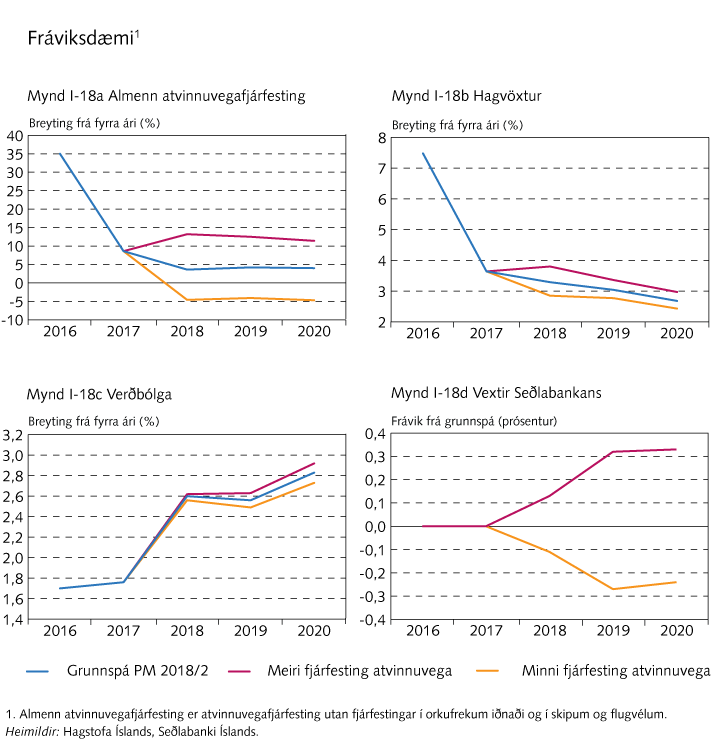 Fráviksdæmi¹
Mynd I-18a Almenn atvinnuvegafjárfesting
Breyting frá fyrra ári (%)
40
35
30
25
20
15
10
5
0
-5
-10
2016 2017 2018 2019 2020
Mynd I-18b Hagvöxtur
Breyting frá fyrra ári (%)
8
7
6
5
4
3
2
2016 2017 2018 2019 2020
Mynd I-18c Verðbólga
Breyting frá fyrra ári (%)
3,2
3,0
2,8
2,6
2,4
2,2
2,0
1,8
1,6
1,4
2016 2017 2018 2019 2020
Mynd I-18d Vextir Seðlabankans
Frávik frá grunnspá (prósentur)
0,4
0,3
0,2
0,1
0,0
-0,1
-0,2
-0,3
-0,4
2016 2017 2018 2019 2020
Grunnspá PM 2018/2 Meiri fjárfesting atvinnuvega Minni fjárfesting atvinnuvega
1. Almenn atvinnuvegafjárfesting er atvinnuvegafjárfesting utan fjárfestingar í orkufrekum iðnaði og í skipum og flugvélum.
Heimildir: Hagstofa Íslands, Seðlabanki Íslands.